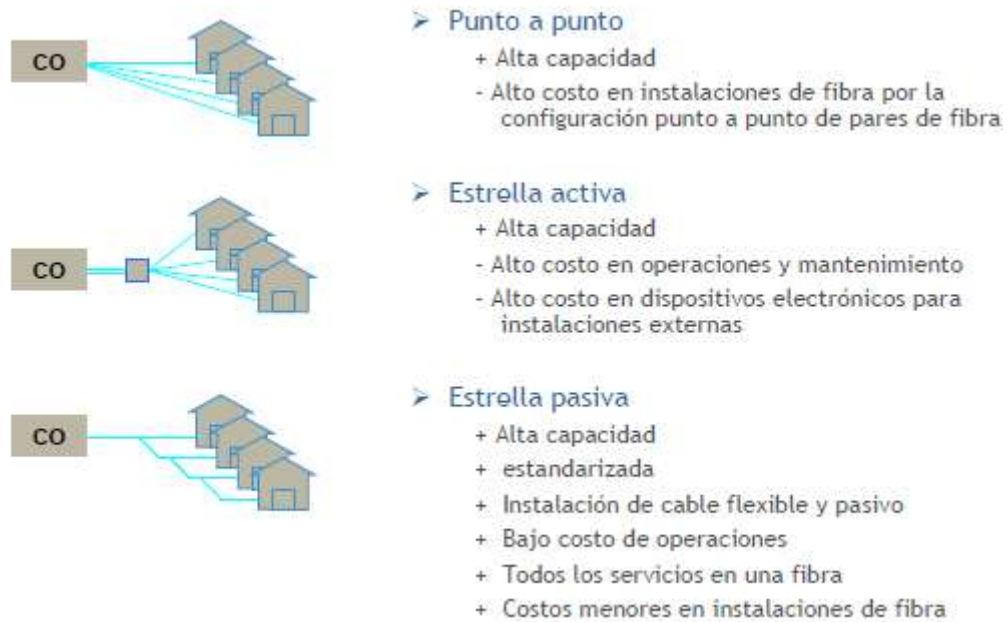 CO
➢ Punto a punto
+ Alta capacidad
- Alto costo en instalaciones de fibra por la
configuración punto a punto de pares de fibra
CO
➢ Estrella activa
+ Alta capacidad
- Alto costo en operaciones y mantenimiento
- Alto costo en dispositivos electrónicos para
instalaciones externas
CO
➢ Estrella pasiva
+ Alta capacidad
+ estandarizada
+ Instalación de cable flexible y pasivo
+ Bajo costo de operaciones
+ Todos los servicios en una fibra
+ Costos menores en instalaciones de fibra